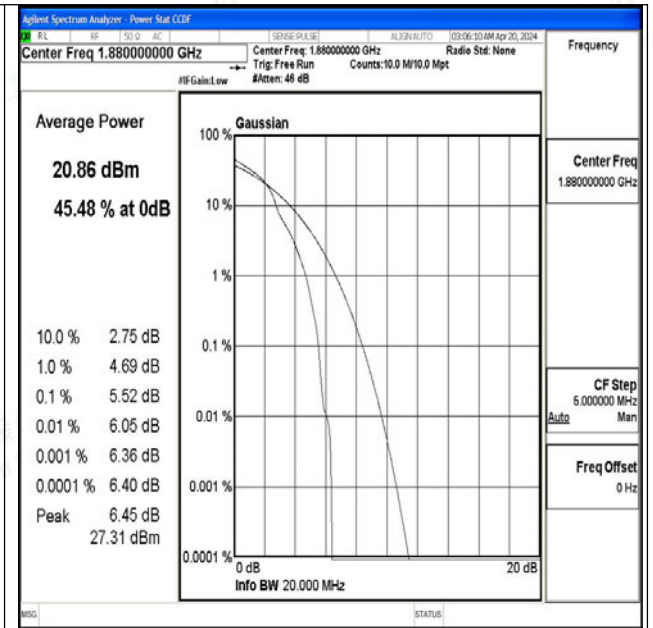 Agilent Spectrum Analyzer - Power Stat CCDF
RL RF 50 Ω AC SENSE:PULSE ALIGN AUTO 03:06:10 AM Apr 20, 2024
Center Freq 1.880000000 GHz
Center Freq: 1.880000000 GHz Radio Std: None
Trig: Free Run Counts:10.0 M/10.0 Mpt
#IFGain:Low #Atten: 46 dB
Frequency
Average Power
20.86 dBm
45.48 % at 0dB
10.0 % 2.75 dB
1.0 % 4.69 dB
0.1 % 5.52 dB
0.01 % 6.05 dB
0.001 % 6.36 dB
0.0001 % 6.40 dB
Peak 6.45 dB
27.31 dBm
Gaussian
100 %
10 %
1 %
0.1 %
0.01 %
0.001 %
0.0001 %
0 dB 20 dB
Info BW 20.000 MHz
Center Freq
1.880000000 GHz
CF Step
5.000000 MHz
Auto Man
Freq Offset
0 Hz
MSG STATUS